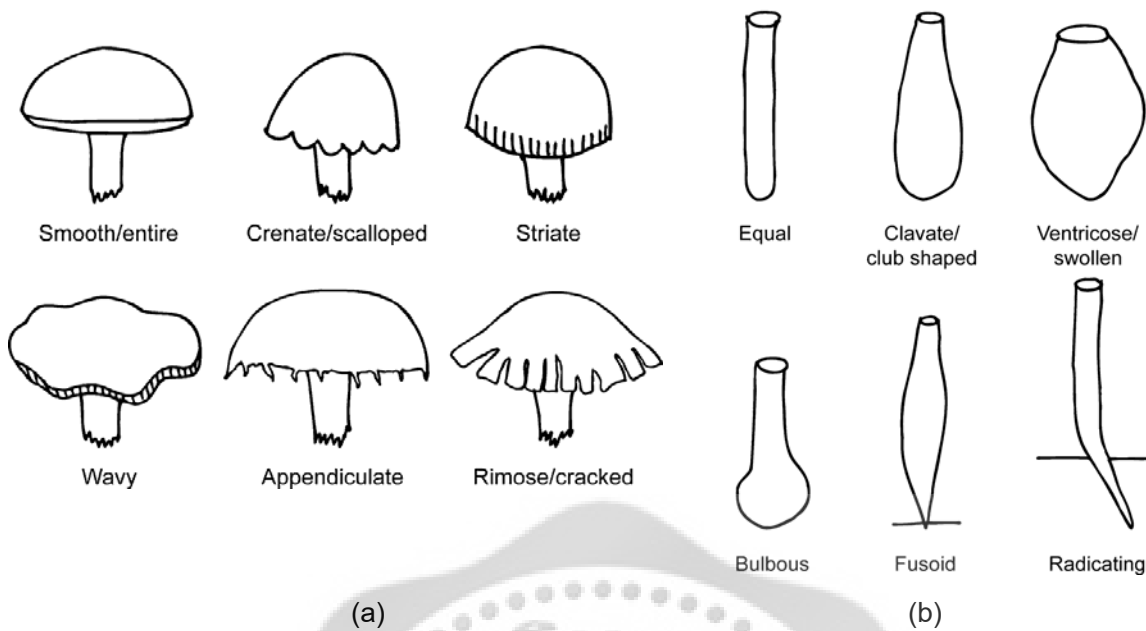 Smooth/entire
Crenate/scalloped
Striate
Wavy
Appendiculate
Rimose/cracked
(a)
Equal
Clavate/
club shaped
Ventricose/
swollen
Bulbous
Fusoid
Radicating
(b)